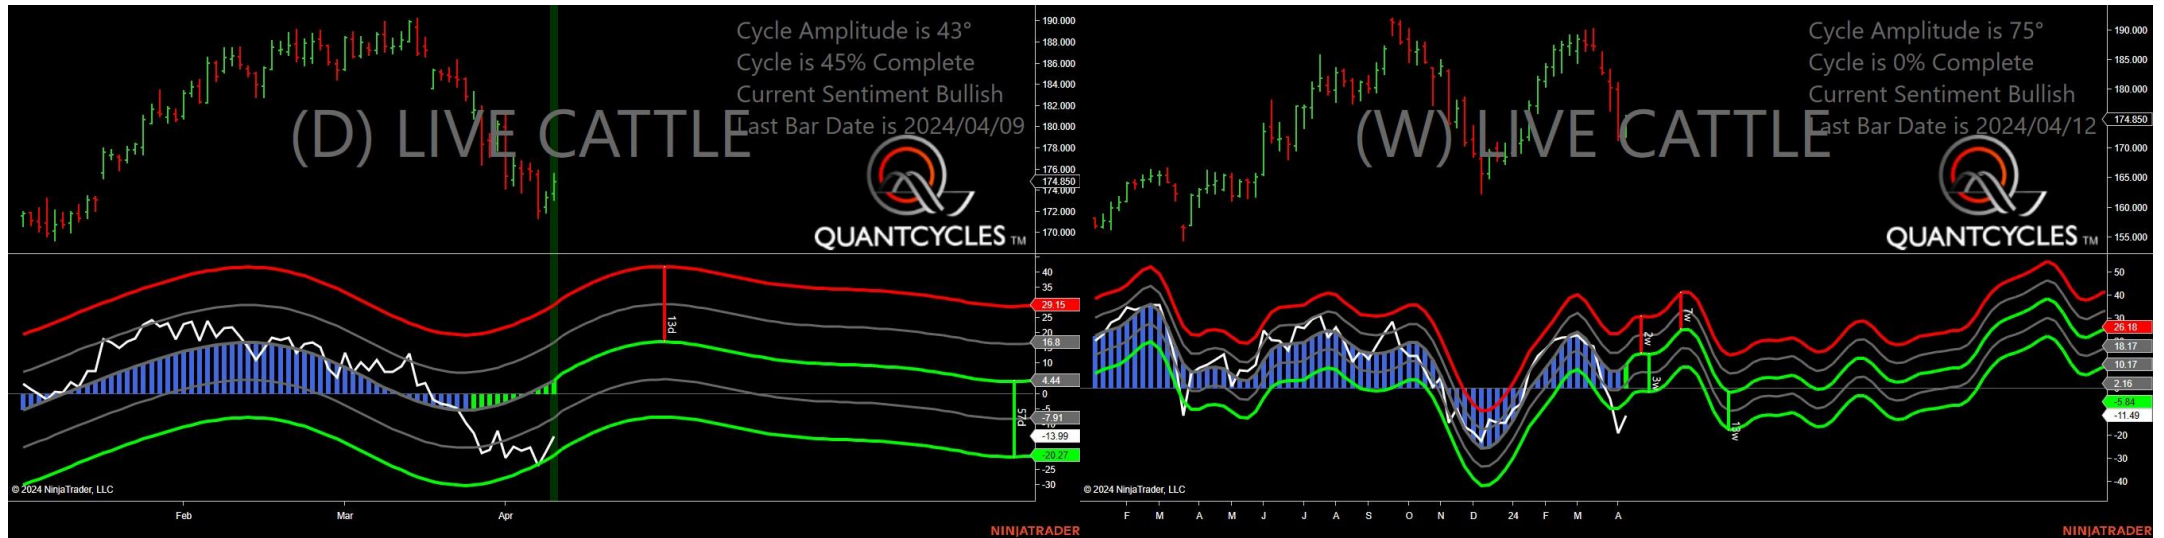 Cycle Amplitude is 43°
Cycle is 45% Complete
Current Sentiment Bullish
Last Bar Date is 2024/04/09
(D) LIVE CATTLE
QUANTCYCLES TM
190.000
188.000
186.000
184.000
182.000
180.000
178.000
176.000
174.850
174.000
172.000
170.000
40
35
29.15
25
20
16.8
10
4.44
0
-5
-7.91
-10
-13.99
-20.27
-25
-30
13d
57d
© 2024 NinjaTrader, LLC
Feb Mar Apr
NINJATRADER
Cycle Amplitude is 75°
Cycle is 0% Complete
Current Sentiment Bullish
Last Bar Date is 2024/04/12
(W) LIVE CATTLE
QUANTCYCLES TM
190.000
185.000
180.000
174.850
170.000
165.000
160.000
155.000
50
40
30
26.18
18.17
10.17
2.16
-5.84
-11.49
-20
-30
-40
2w
7w
3w
13w
© 2024 NinjaTrader, LLC
F M A M J J A S O N D 24 F M A
NINJATRADER